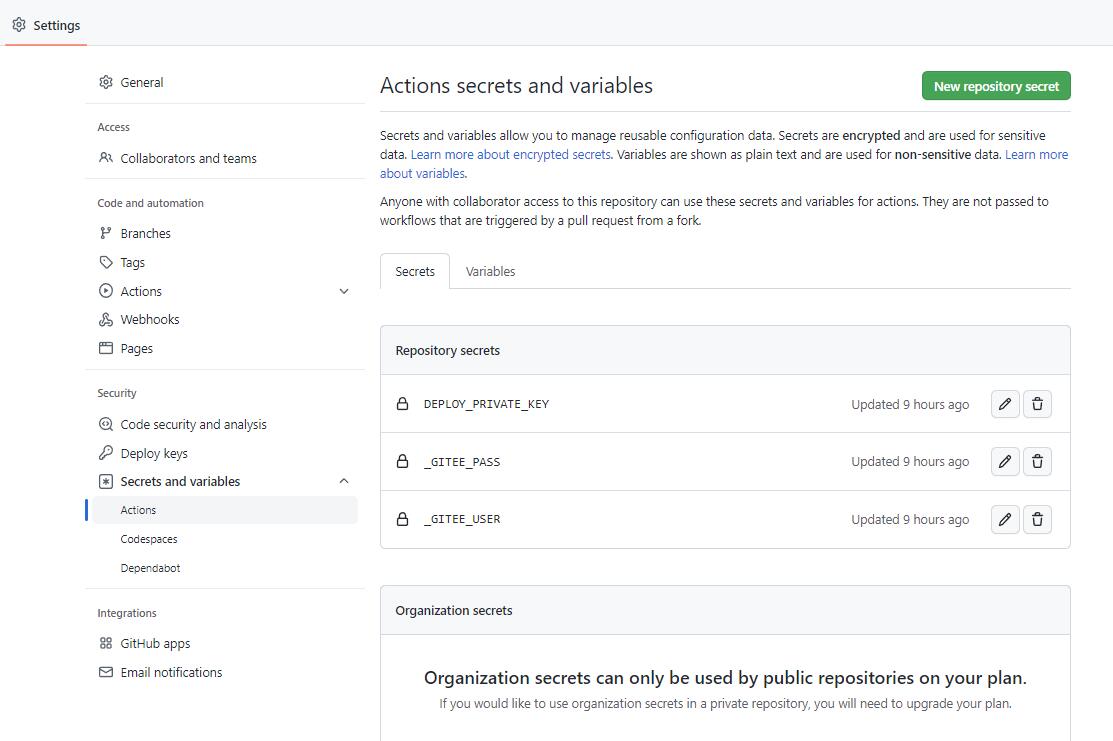 Settings
General
Access
Collaborators and teams
Code and automation
Branches
Tags
Actions
Webhooks
Pages
Security
Code security and analysis
Deploy keys
Secrets and variables
Actions
Codespaces
Dependabot
Integrations
GitHub apps
Email notifications
Actions secrets and variables
New repository secret
Secrets and variables allow you to manage reusable configuration data. Secrets are encrypted and are used for sensitive
data. Learn more about encrypted secrets. Variables are shown as plain text and are used for non-sensitive data. Learn more
about variables.
Anyone with collaborator access to this repository can use these secrets and variables for actions. They are not passed to
workflows that are triggered by a pull request from a fork.
Secrets Variables
Repository secrets
DEPLOY_PRIVATE_KEY Updated 9 hours ago
_GITEE_PASS Updated 9 hours ago
_GITEE_USER Updated 9 hours ago
Organization secrets
Organization secrets can only be used by public repositories on your plan.
If you would like to use organization secrets in a private repository, you will need to upgrade your plan.